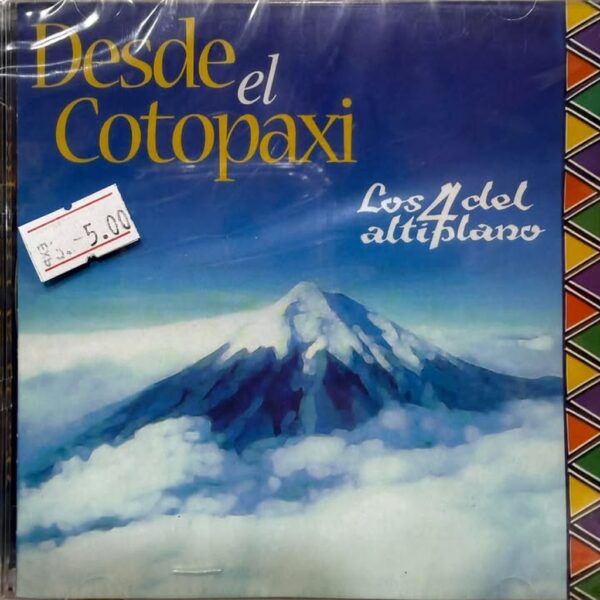 Desde
el
Cotopaxi
Los 4 del
altiplano
5.00